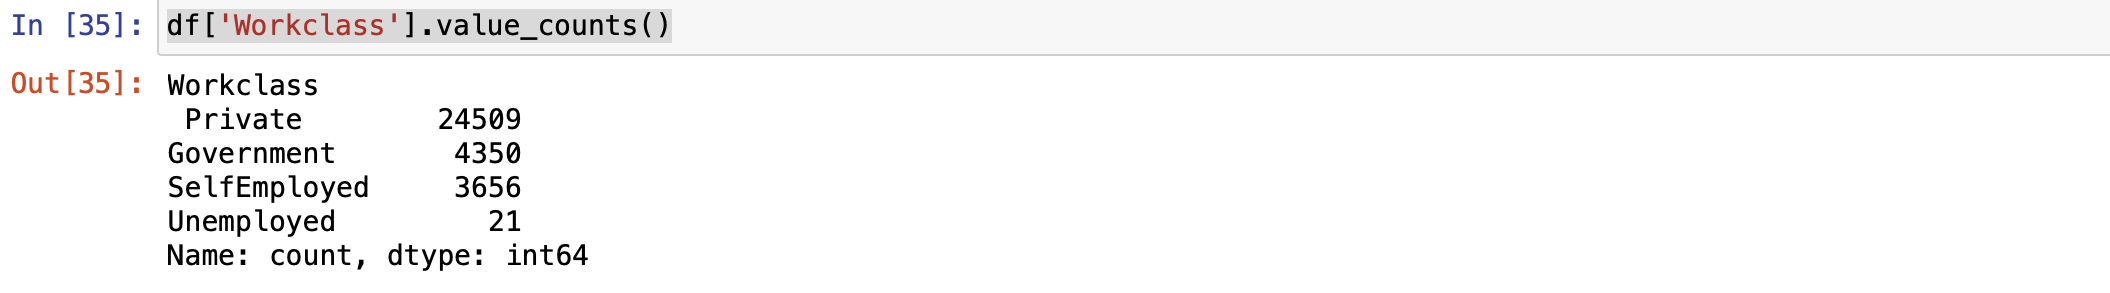 In [35]: df['Workclass'].value_counts()
Out[35]: Workclass
 Private        24509
Government       4350
SelfEmployed     3656
Unemployed         21
Name: count, dtype: int64